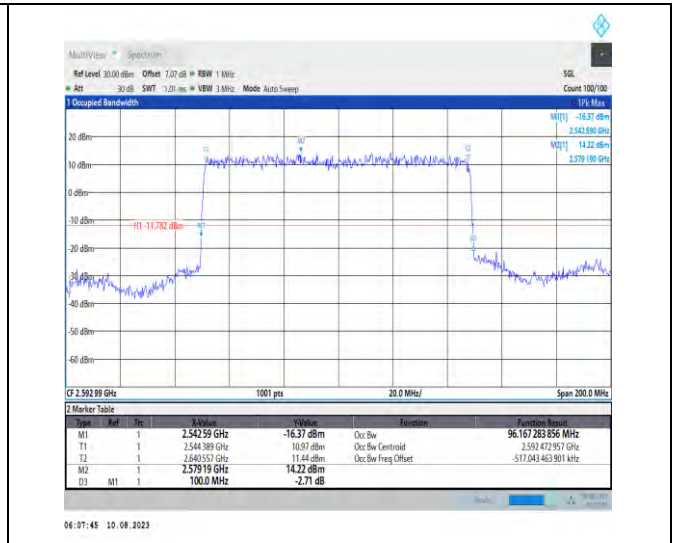 MultiView Spectrum
Ref Level 30.00 dBm Offset 7.07 dB RBW 1 MHz SGL
Att 30 dB SWT 1.01 ms VBW 3 MHz Mode Auto Sweep Count 100/100
1 Occupied Bandwidth 1Pk Max
M1[1] -16.37 dBm
2.542 590 GHz
M2[1] 14.22 dBm
2.579 190 GHz
20 dBm
M2
T1
T2
10 dBm
0 dBm
-10 dBm
H1 -11.782 dBm
M1
D3
-20 dBm
-30 dBm
-40 dBm
-50 dBm
-60 dBm
CF 2.592 99 GHz 1001 pts 20.0 MHz/ Span 200.0 MHz
2 Marker Table
Type Ref Trc X-Value Y-Value Function Function Result
M1 1 2.542 59 GHz -16.37 dBm Occ Bw 96.167 283 856 MHz
T1 1 2.544 389 GHz 10.97 dBm Occ Bw Centroid 2.592 472 957 GHz
T2 1 2.640 557 GHz 11.44 dBm Occ Bw Freq Offset -517.043 463 901 kHz
M2 1 2.579 19 GHz 14.22 dBm
D3 M1 1 100.0 MHz -2.71 dB
06:07:45 10.08.2023